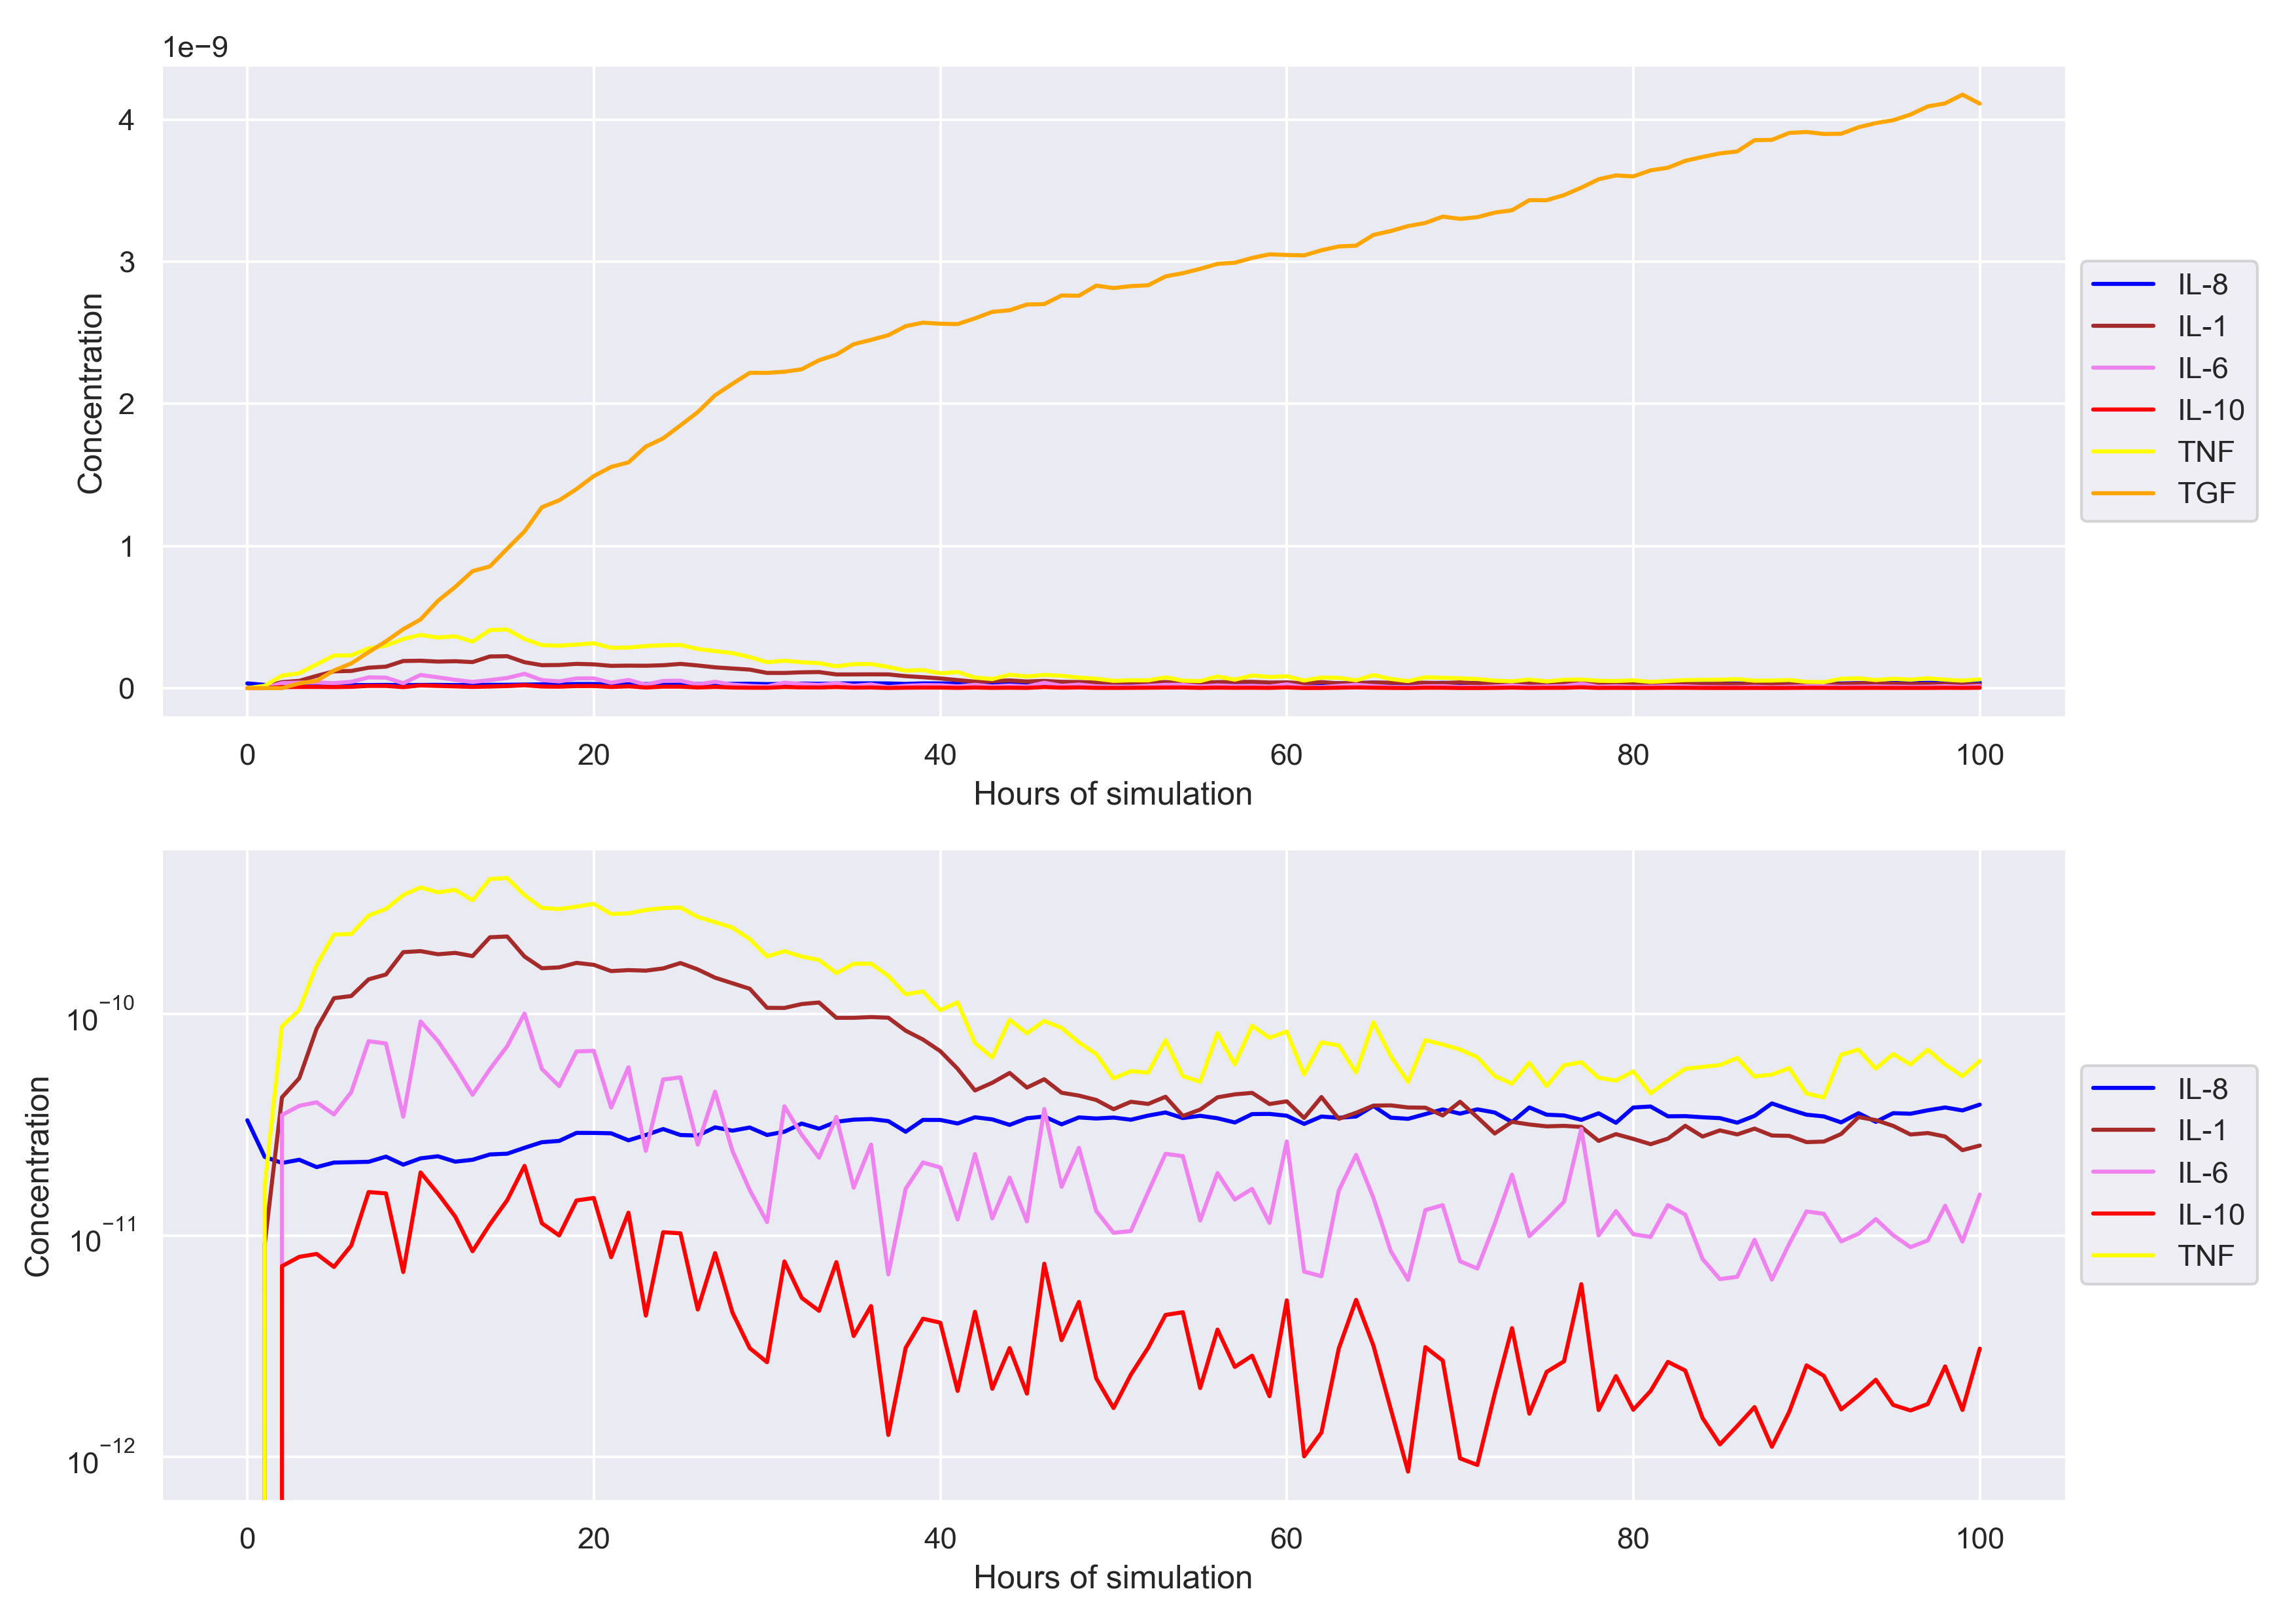 1e−9
4
3
2
1
0
Concentration
0 20 40 60 80 100
Hours of simulation
IL-8
IL-1
IL-6
IL-10
TNF
TGF
10−10
10−11
10−12
Concentration
0 20 40 60 80 100
Hours of simulation
IL-8
IL-1
IL-6
IL-10
TNF